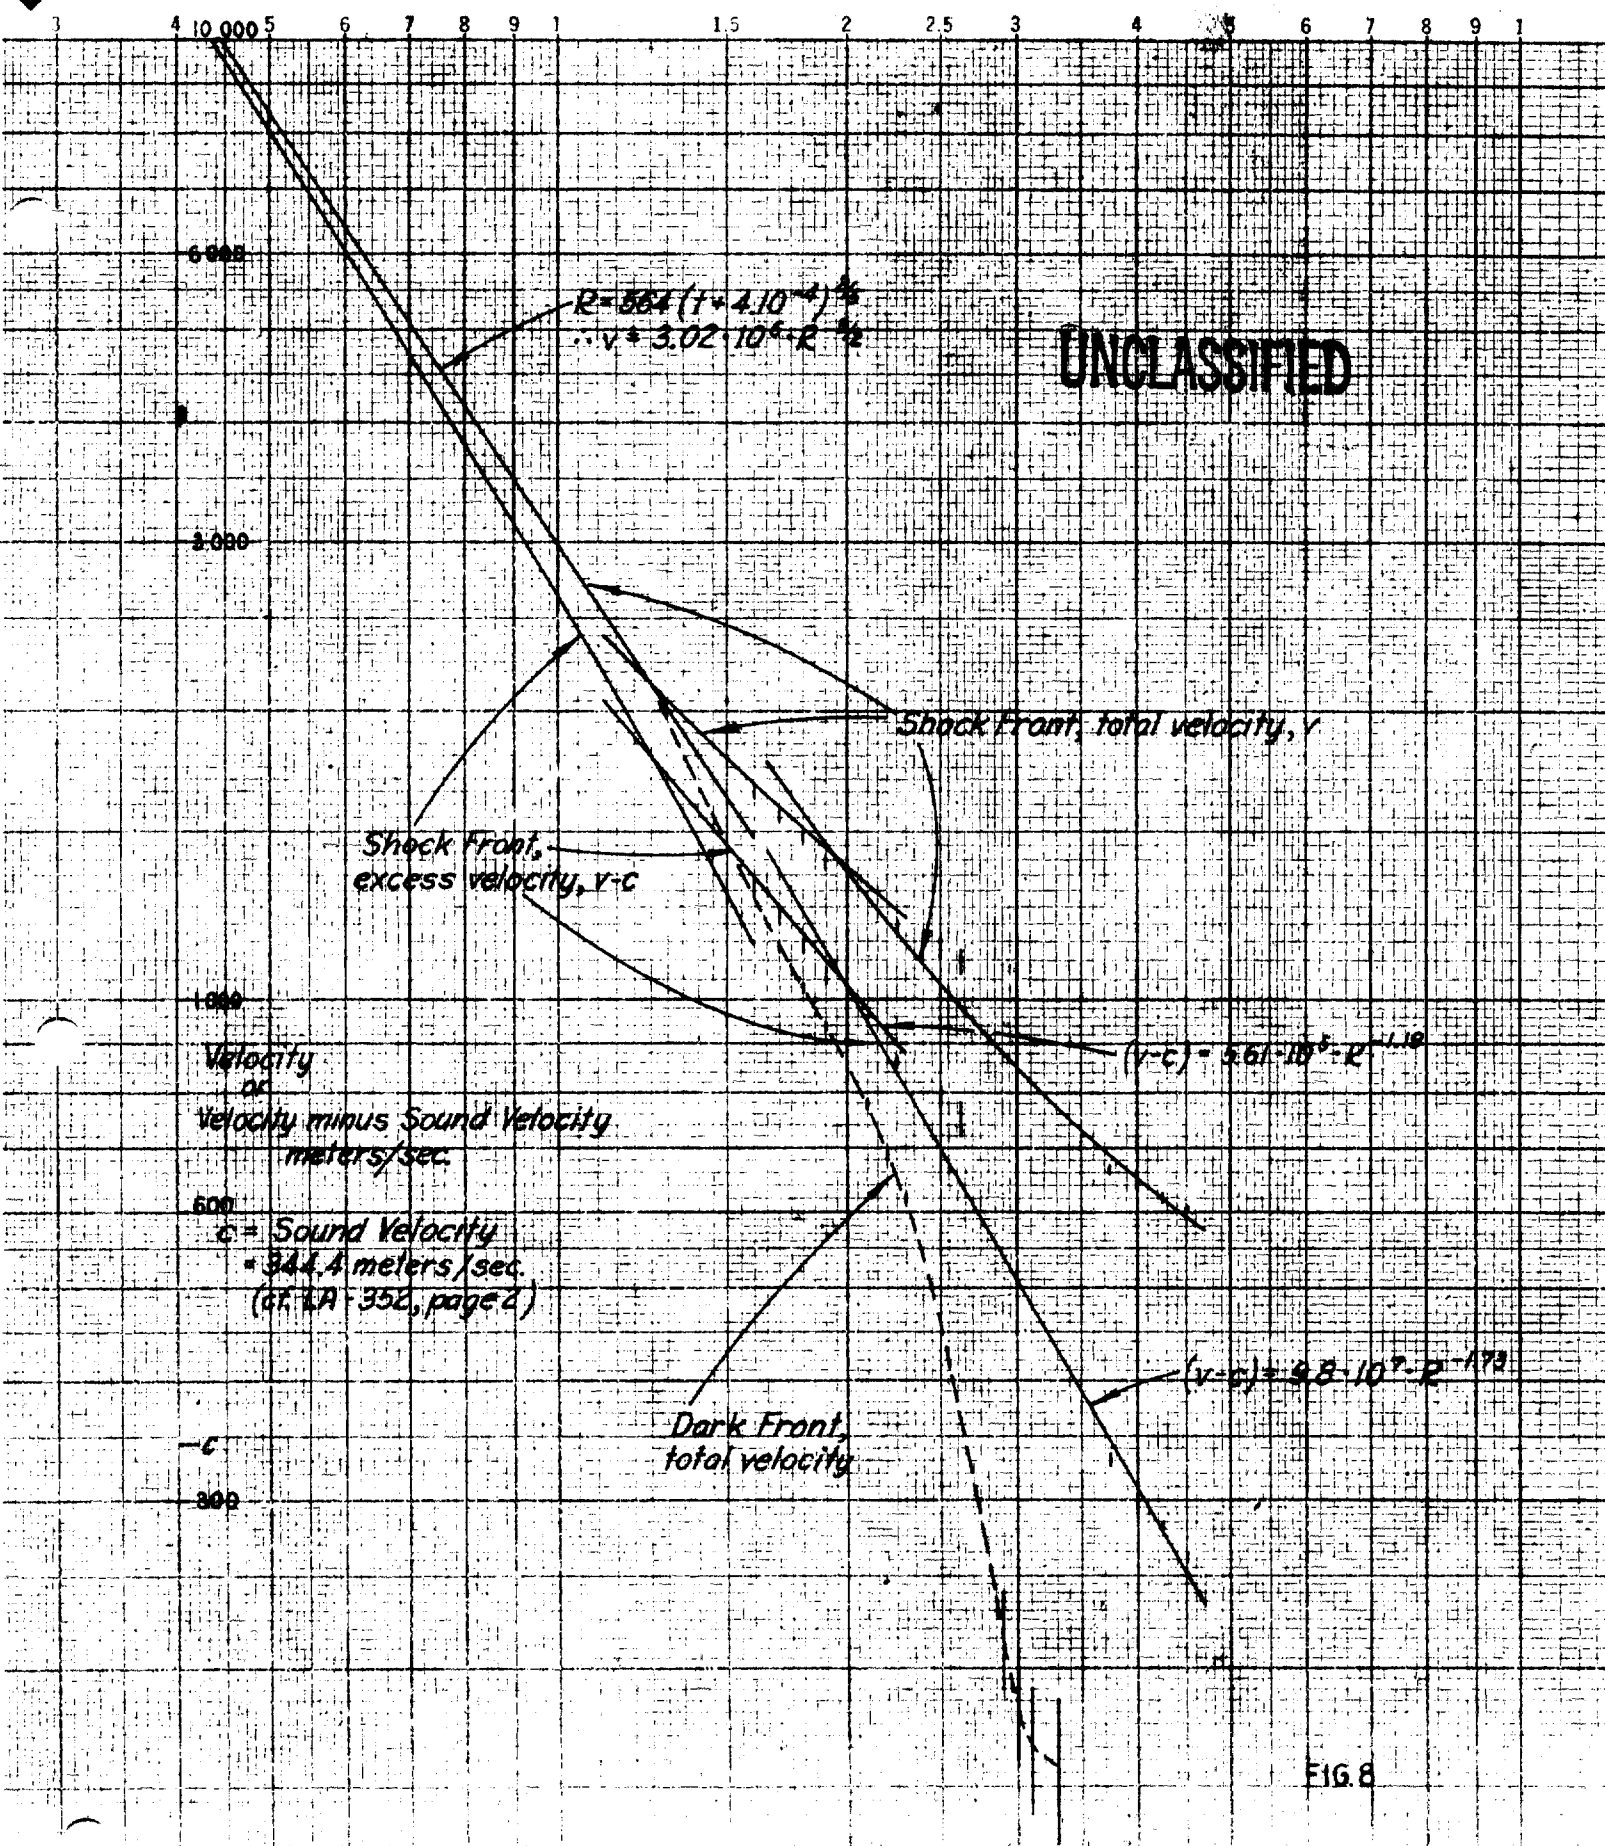 3 4 10 000 5 6 7 8 9 1 1.5 2 2.5 3 4 5 6 7 8 9 1
6 000
R = 564 (t + 4.10⁻⁴)
∴ v = 3.02·10⁶·R
UNCLASSIFIED
3 000
Shock Front, total velocity, v
Shock Front,
excess velocity, v-c
1000
(v-c) = 5.61·10⁵·R⁻¹·¹⁹
Velocity
or
Velocity minus Sound Velocity
meters/sec.
600
c = Sound Velocity
= 344.4 meters/sec.
(cf. LA-352, page 2)
(v-c) = 9.8·10⁷·R⁻¹·⁷³
Dark Front,
total velocity
-c
300
FIG. 8